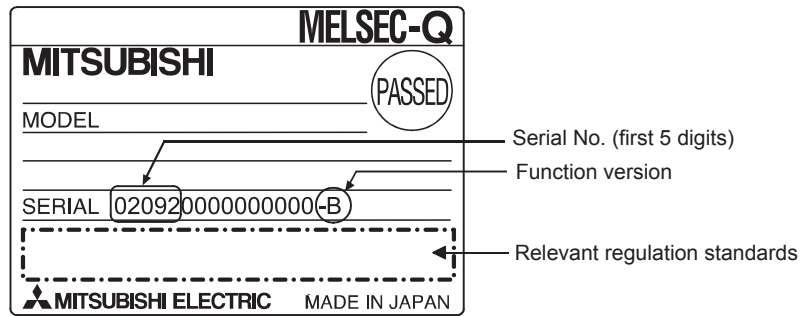 MELSEC-Q
MITSUBISHI
PASSED
MODEL
Serial No. (first 5 digits)
Function version
SERIAL 020920000000000-B
Relevant regulation standards
MITSUBISHI ELECTRIC MADE IN JAPAN